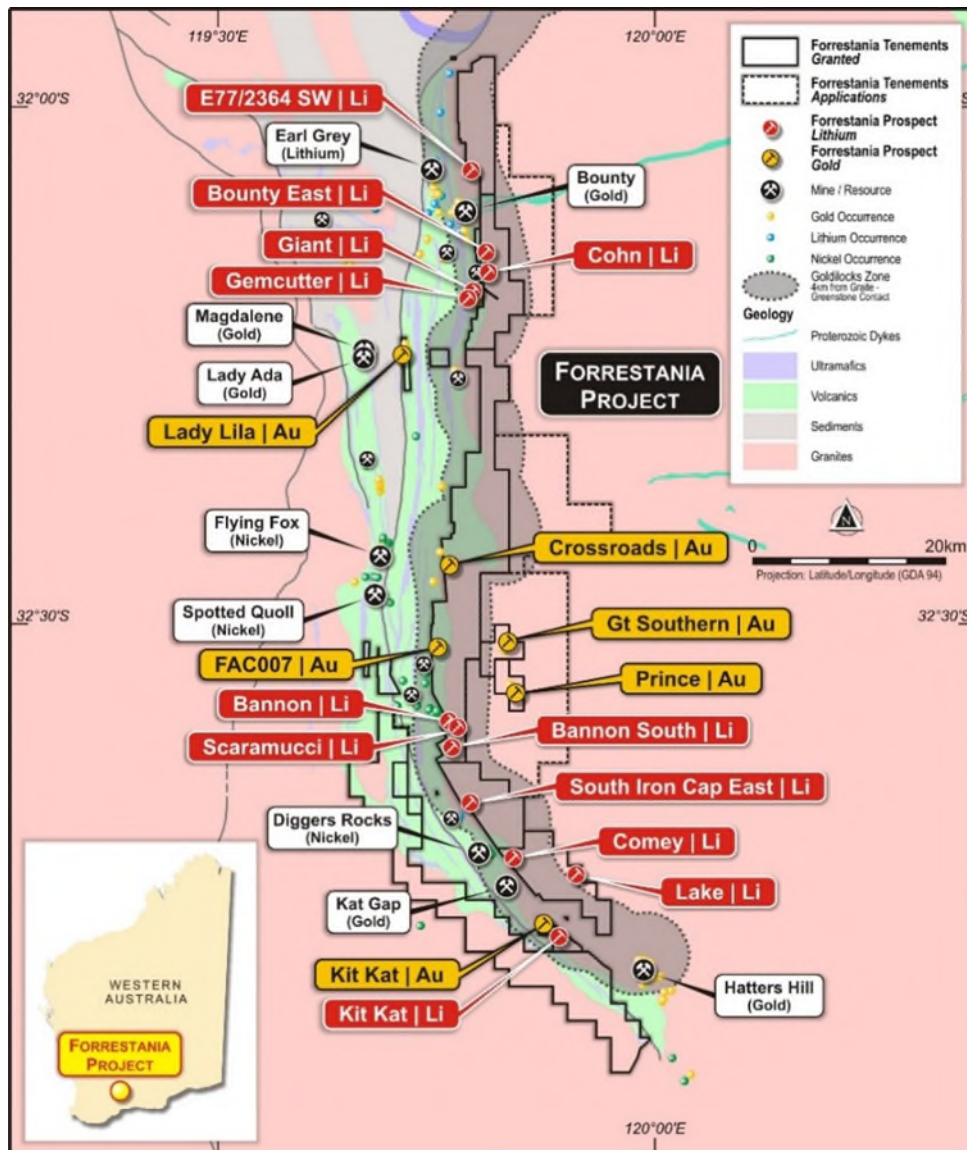 119°30'E
120°00'E
32°00'S
E77/2364 SW | Li
Earl Grey
(Lithium)
Bounty East | Li
Bounty
(Gold)
Giant | Li
Cohn | Li
Gemcutter | Li
Magdalene
(Gold)
Lady Ada
(Gold)
Lady Lila | Au
FORRESTANIA
PROJECT
Flying Fox
(Nickel)
Crossroads | Au
Spotted Quoll
(Nickel)
32°30'S
32°30'S
Gt Southern | Au
FAC007 | Au
Prince | Au
Bannon | Li
Scaramucci | Li
Bannon South | Li
South Iron Cap East | Li
Diggers Rocks
(Nickel)
Comey | Li
Lake | Li
Kat Gap
(Gold)
Kit Kat | Au
Kit Kat | Li
Hatters Hill
(Gold)
120°00'E
Forrestania Tenements
Granted
Forrestania Tenements
Applications
Forrestania Prospect
Lithium
Forrestania Prospect
Gold
Mine / Resource
Gold Occurrence
Lithium Occurrence
Nickel Occurrence
Goldilocks Zone
4km from Granite -
Greenstone Contact
Geology
Proterozoic Dykes
Ultramafics
Volcanics
Sediments
Granites
N
0
20km
Projection: Latitude/Longitude (GDA 94)
WESTERN
AUSTRALIA
FORRESTANIA
PROJECT